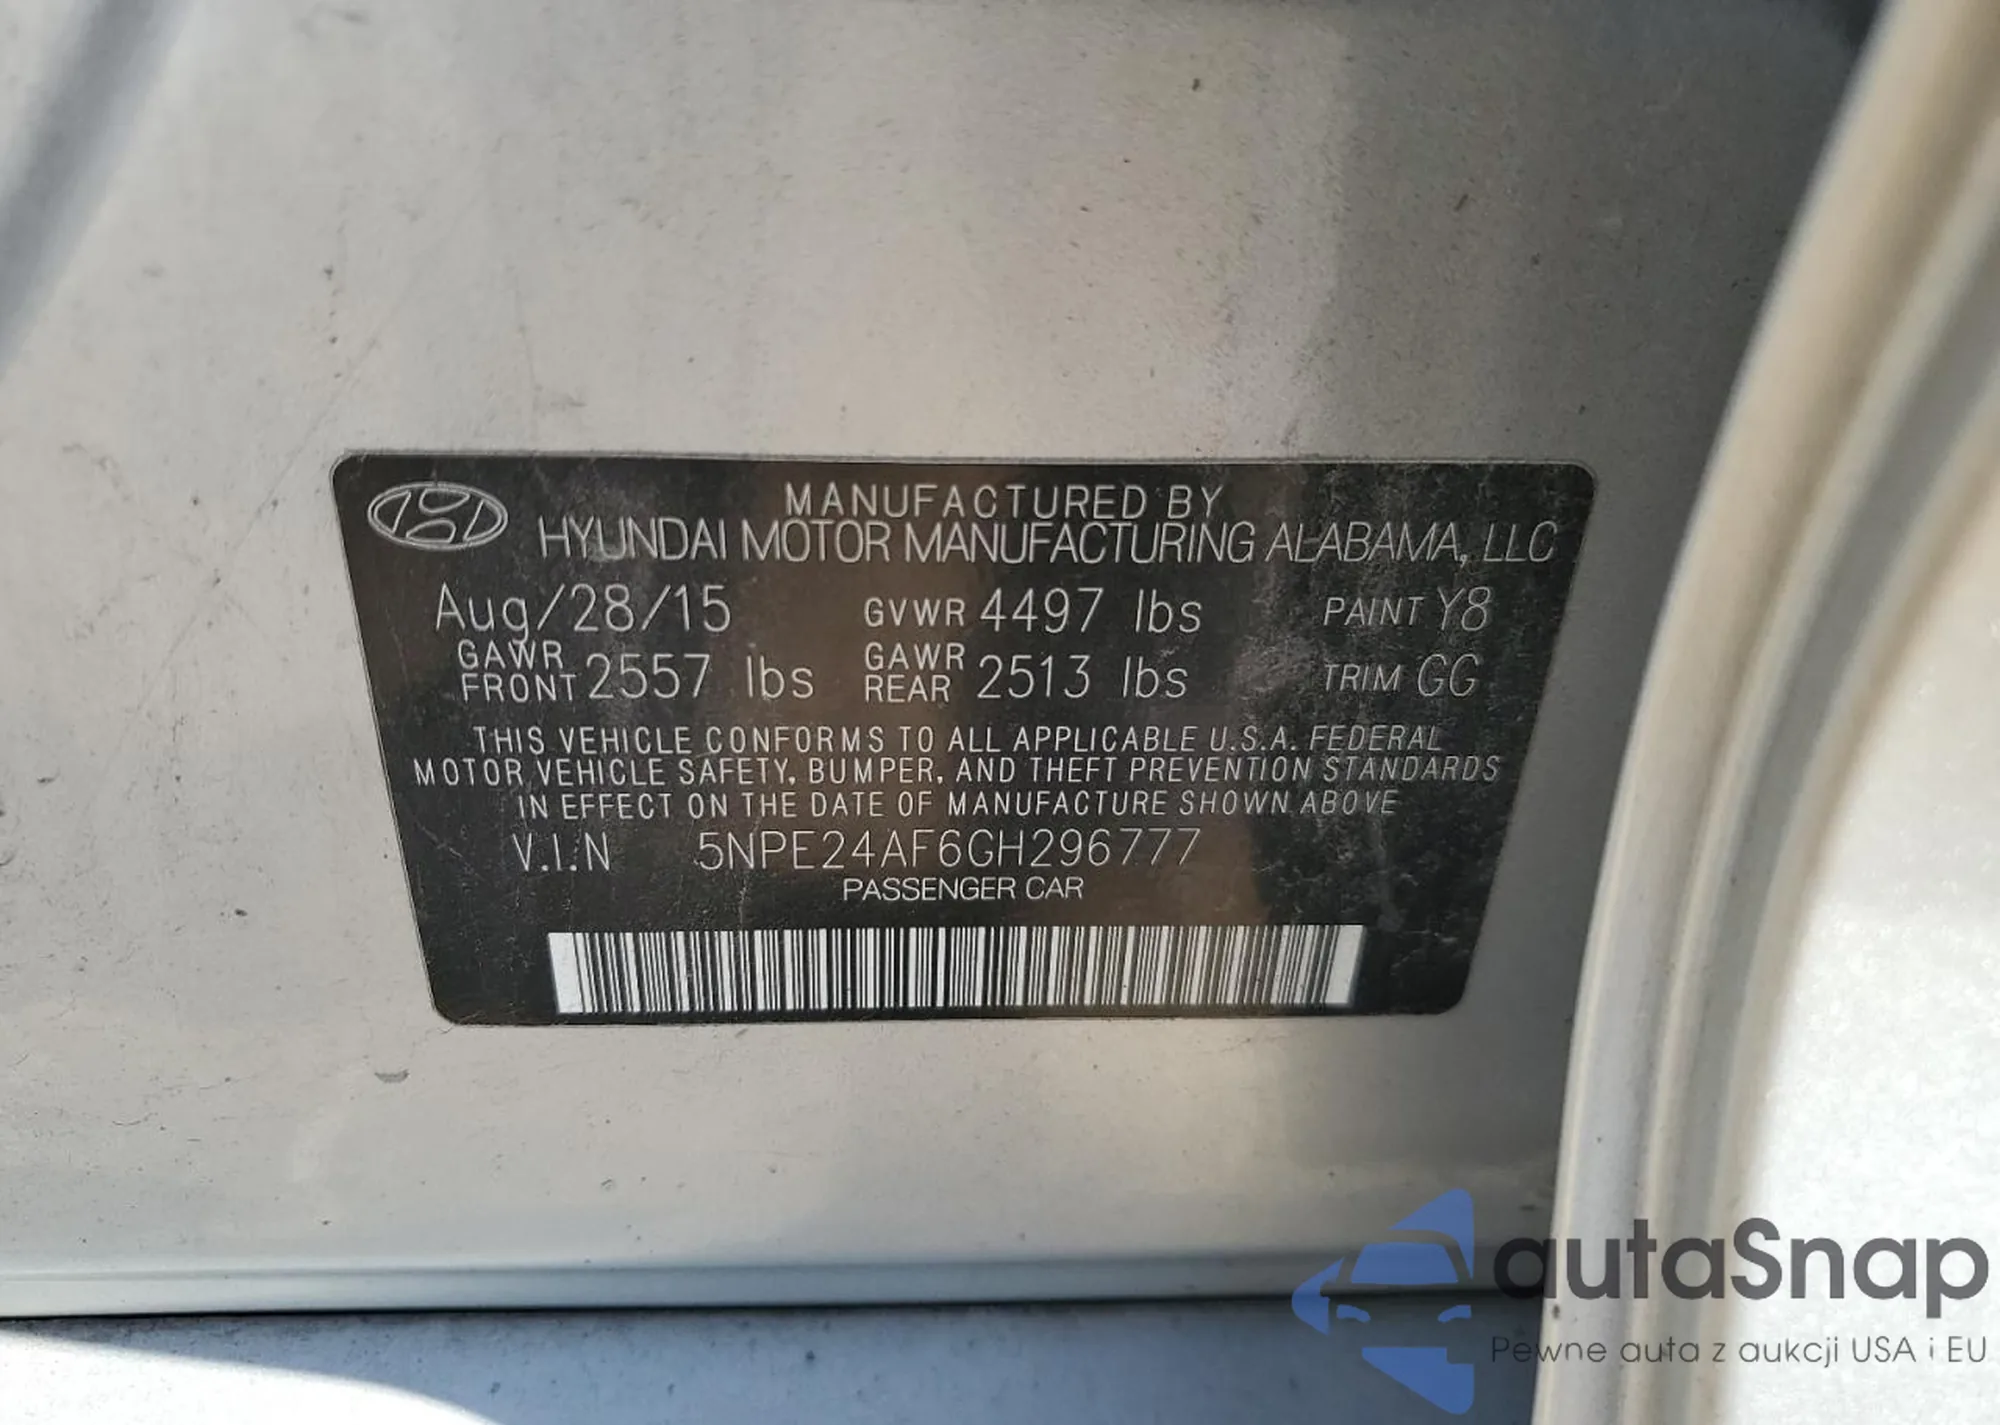 MANUFACTURED BY
HYUNDAI MOTOR MANUFACTURING ALABAMA, LLC
Aug/28/15 GVWR 4497 lbs PAINT Y8
GAWR FRONT 2557 lbs GAWR REAR 2513 lbs TRIM GG
THIS VEHICLE CONFORMS TO ALL APPLICABLE U.S.A. FEDERAL
MOTOR VEHICLE SAFETY, BUMPER, AND THEFT PREVENTION STANDARDS
IN EFFECT ON THE DATE OF MANUFACTURE SHOWN ABOVE
V.I.N 5NPE24AF6GH296777
PASSENGER CAR
autaSnap
Pewne auta z aukcji USA i EU